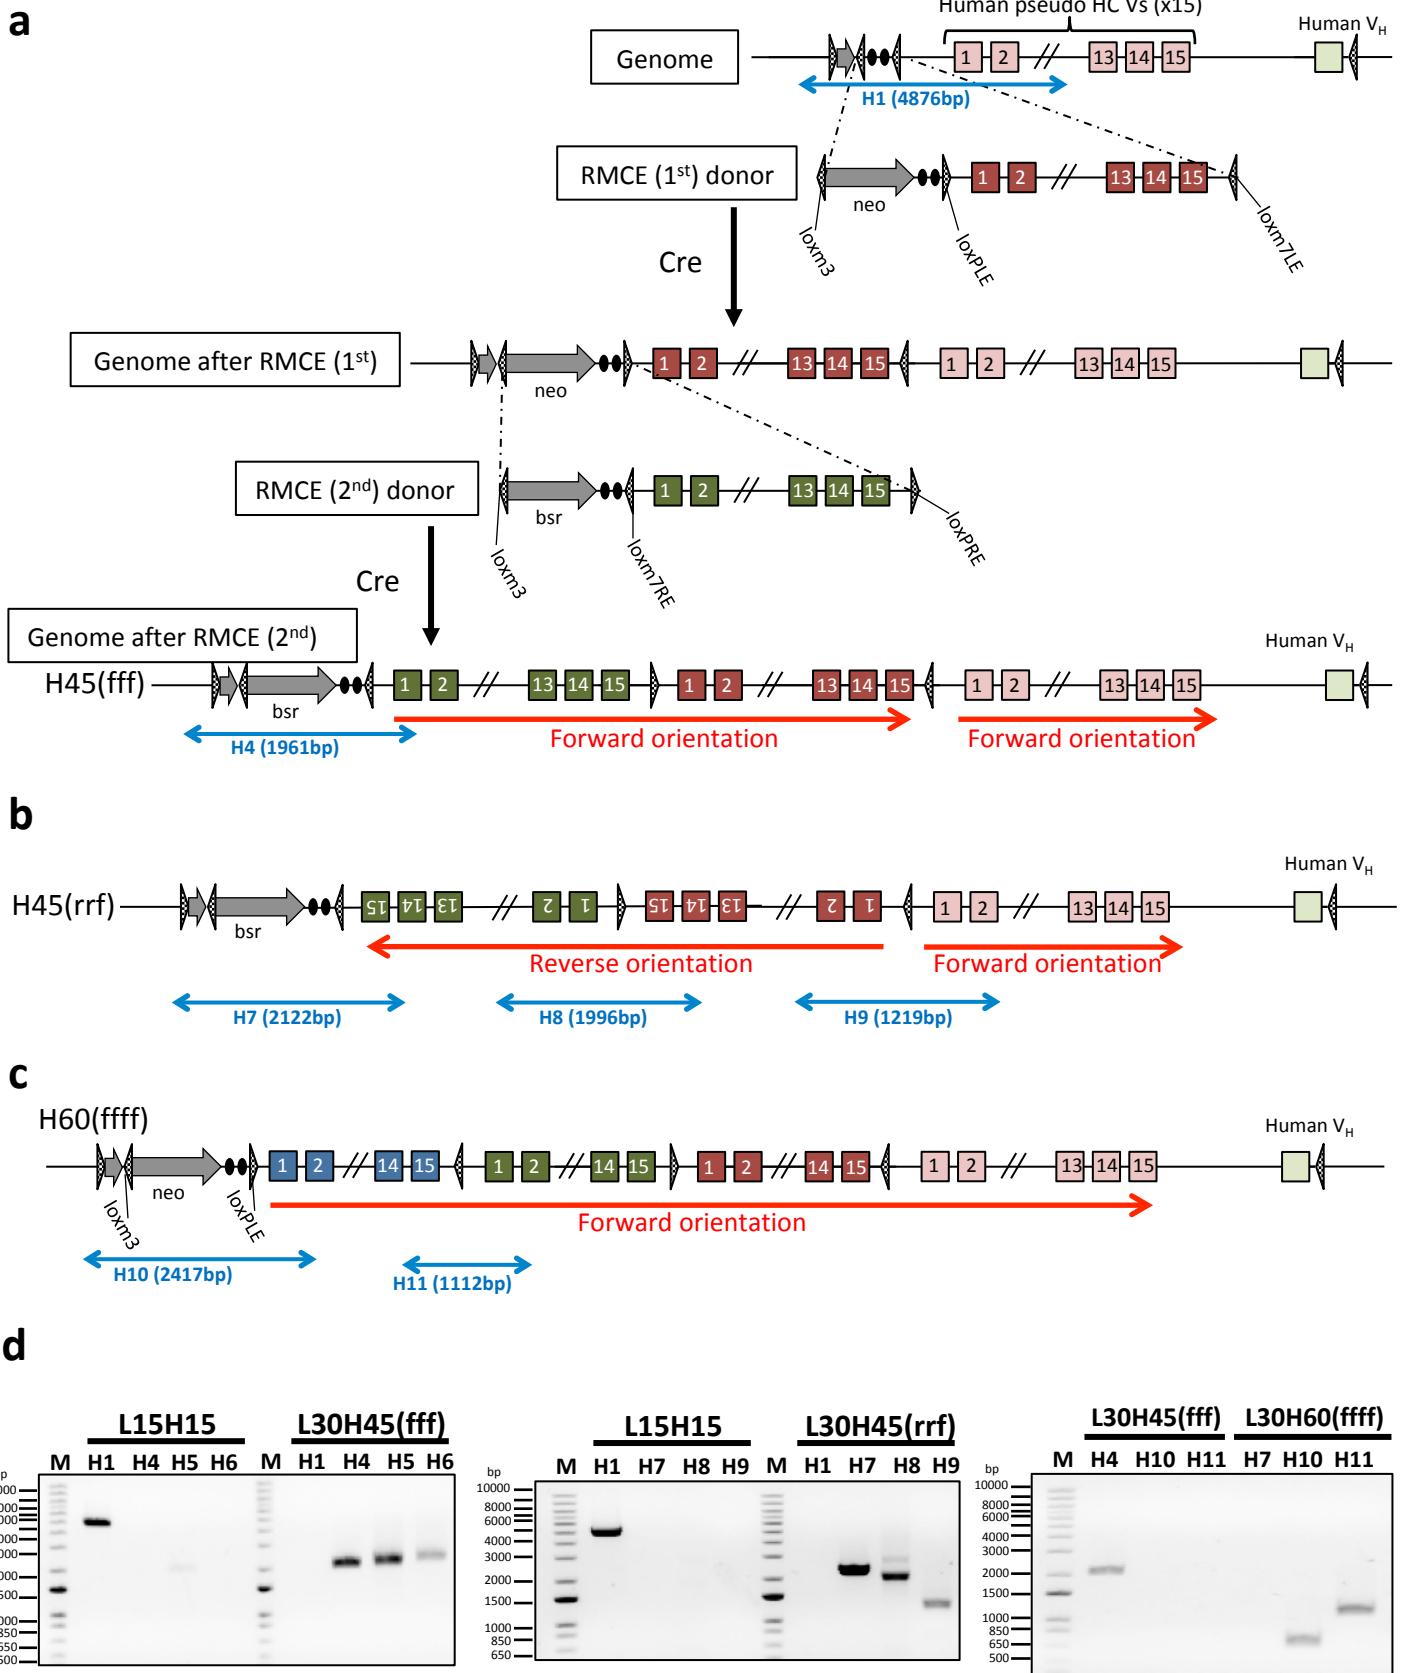 a
Human pseudo HC Vs (x15)
Human VH
Genome
1 2 13 14 15
H1 (4876bp)
RMCE (1st) donor
1 2 13 14 15
neo
loxm3
loxPLE
loxm7LE
Cre
Genome after RMCE (1st)
1 2 13 14 15 1 2 13 14 15
neo
RMCE (2nd) donor
1 2 13 14 15
bsr
loxm3
loxm7RE
loxPRE
Cre
Genome after RMCE (2nd)
Human VH
H45(fff)
1 2 13 14 15 1 2 13 14 15 1 2 13 14 15
bsr
H4 (1961bp)
Forward orientation
Forward orientation
b
Human VH
H45(rrf)
15 14 13 2 1 15 14 13 2 1 1 2 13 14 15
bsr
Reverse orientation
Forward orientation
H7 (2122bp)
H8 (1996bp)
H9 (1219bp)
c
H60(ffff)
Human VH
1 2 14 15 1 2 14 15 1 2 14 15 1 2 13 14 15
neo
loxm3
loxPLE
Forward orientation
H10 (2417bp)
H11 (1112bp)
d
L15H15
L30H45(fff)
M H1 H4 H5 H6 M H1 H4 H5 H6
L15H15
L30H45(rrf)
bp
M H1 H7 H8 H9 M H1 H7 H8 H9
10000
8000
6000
4000
3000
2000
1500
1000
850
650
L30H45(fff)
L30H60(ffff)
bp
M H4 H10 H11 H7 H10 H11
10000
8000
6000
4000
3000
2000
1500
1000
850
650
500